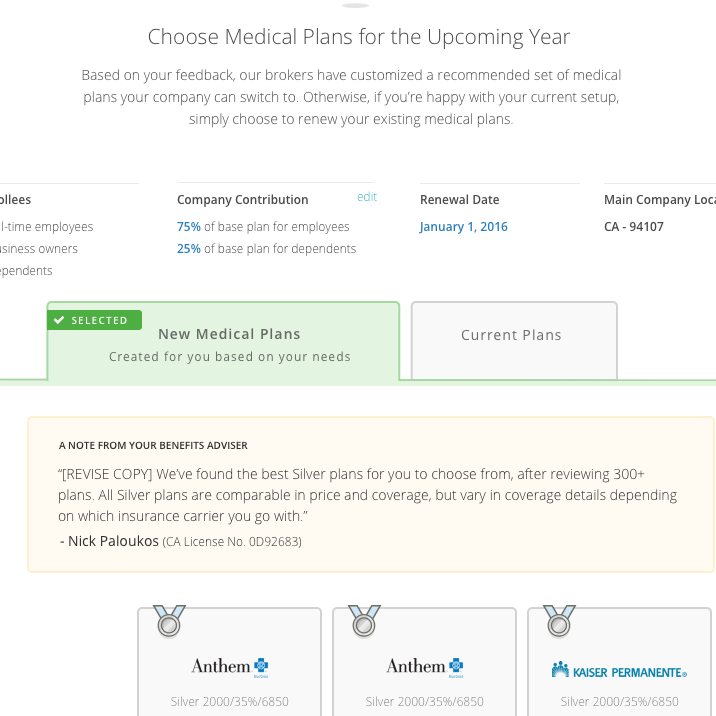 Choose Medical Plans for the Upcoming Year
Based on your feedback, our brokers have customized a recommended set of medical
plans your company can switch to. Otherwise, if you’re happy with your current setup,
simply choose to renew your existing medical plans.
ollees
l-time employees
usiness owners
ependents
Company Contribution
edit
75% of base plan for employees
25% of base plan for dependents
Renewal Date
January 1, 2016
Main Company Loca
CA - 94107
SELECTED
New Medical Plans
Created for you based on your needs
Current Plans
A NOTE FROM YOUR BENEFITS ADVISER
“[REVISE COPY] We’ve found the best Silver plans for you to choose from, after reviewing 300+
plans. All Silver plans are comparable in price and coverage, but vary in coverage details depending
on which insurance carrier you go with.”
- Nick Paloukos (CA License No. 0D92683)
Anthem
Silver 2000/35%/6850
Anthem
Silver 2000/35%/6850
KAISER PERMANENTE®
Silver 2000/35%/6850